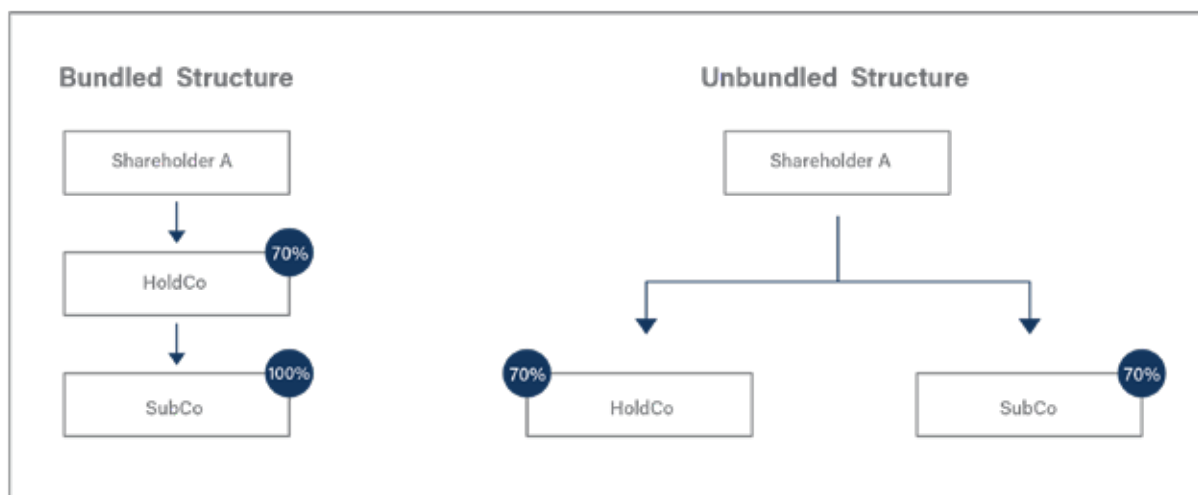 Bundled Structure
Shareholder A
70%
HoldCo
100%
SubCo
Unbundled Structure
Shareholder A
70%
HoldCo
70%
SubCo